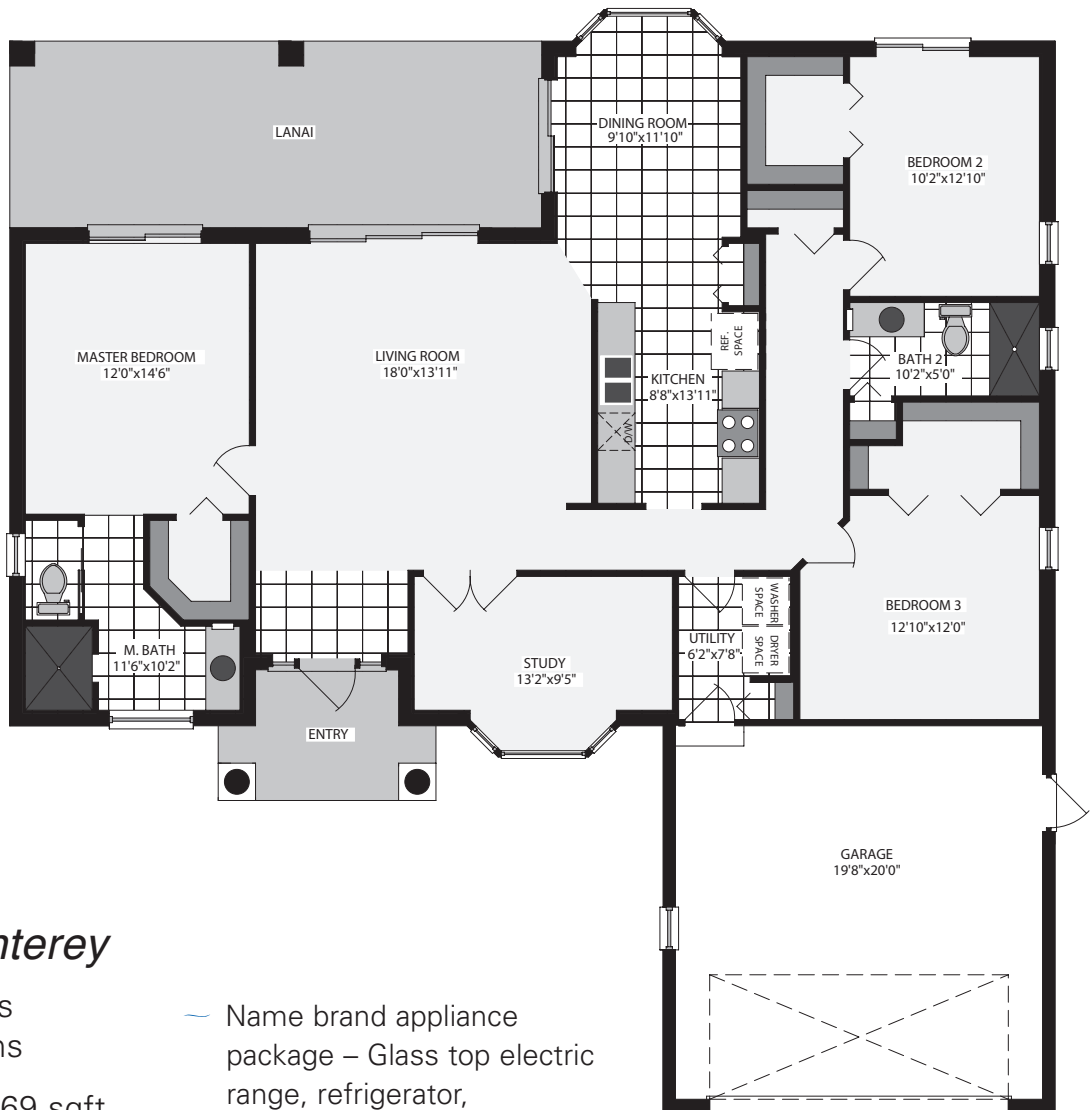 LANAI
DINING ROOM
9'10"x11'10"
BEDROOM 2
10'2"x12'10"
MASTER BEDROOM
12'0"x14'6"
LIVING ROOM
18'0"x13'11"
REF.
SPACE
KITCHEN
8'8"x13'11"
D/W
BATH 2
10'2"x5'0"
M. BATH
11'6"x10'2"
STUDY
13'2"x9'5"
UTILITY
6'2"x7'8"
WASHER
SPACE
DRYER
SPACE
BEDROOM 3
12'10"x12'0"
ENTRY
GARAGE
19'8"x20'0"
nterey
s
ns
69 sqft
Name brand appliance
package – Glass top electric
range, refrigerator,